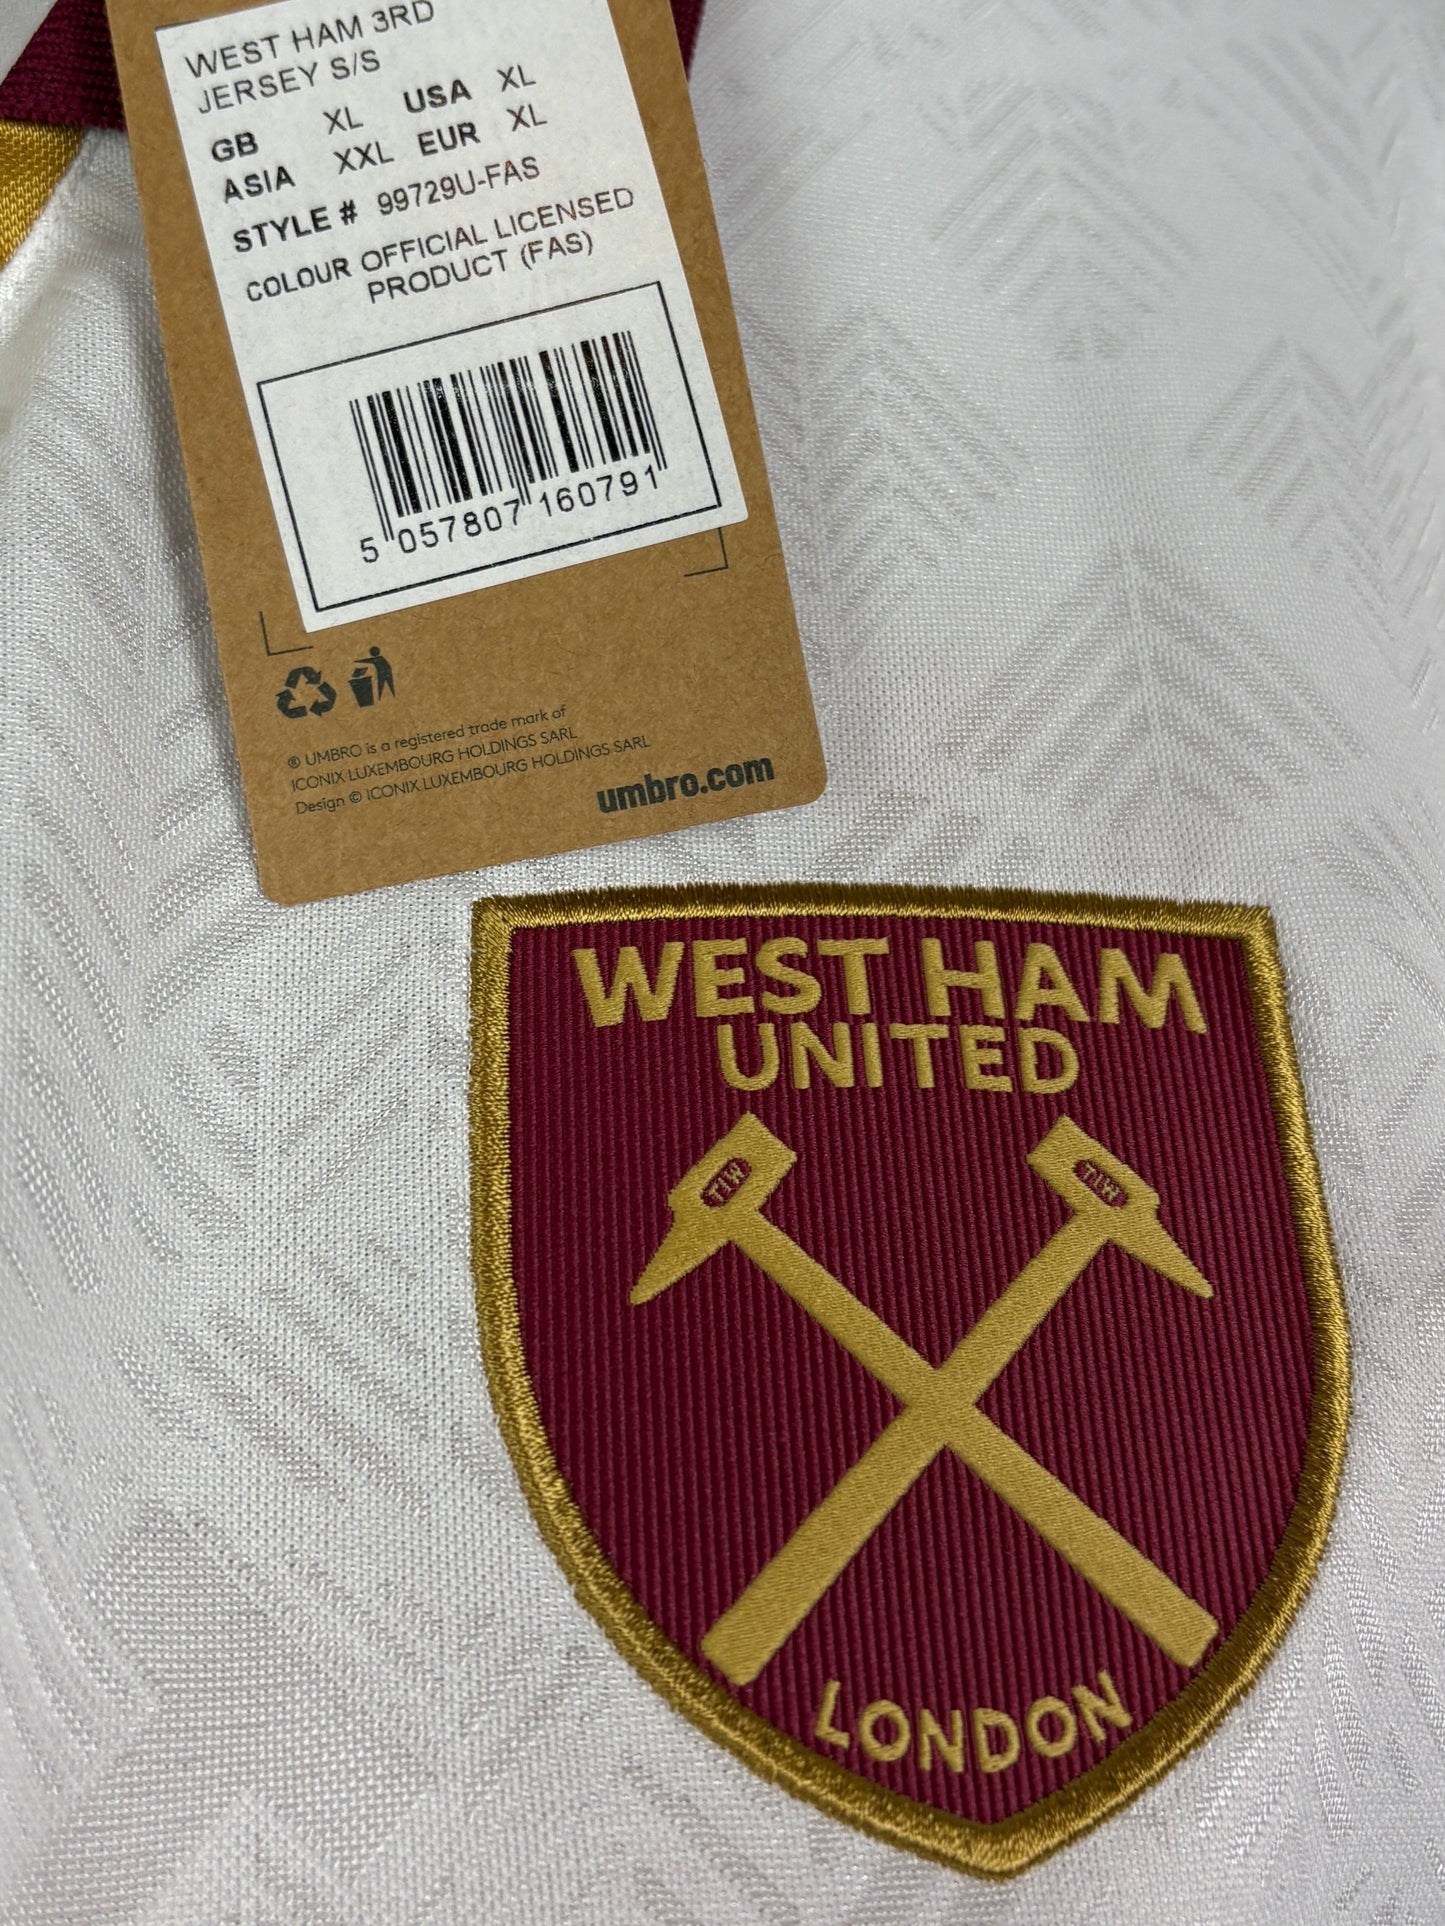 WEST HAM 3RD
JERSEY S/S
GB XL USA XL
ASIA XXL EUR XL
STYLE # 99729U-FAS
COLOUR OFFICIAL LICENSED
PRODUCT (FAS)
5 057807 160791
® UMBRO is a registered trade mark of
ICONIX LUXEMBOURG HOLDINGS SARL
Design © ICONIX LUXEMBOURG HOLDINGS SARL
umbro.com
WEST HAM
UNITED
TIW
TIW
LONDON